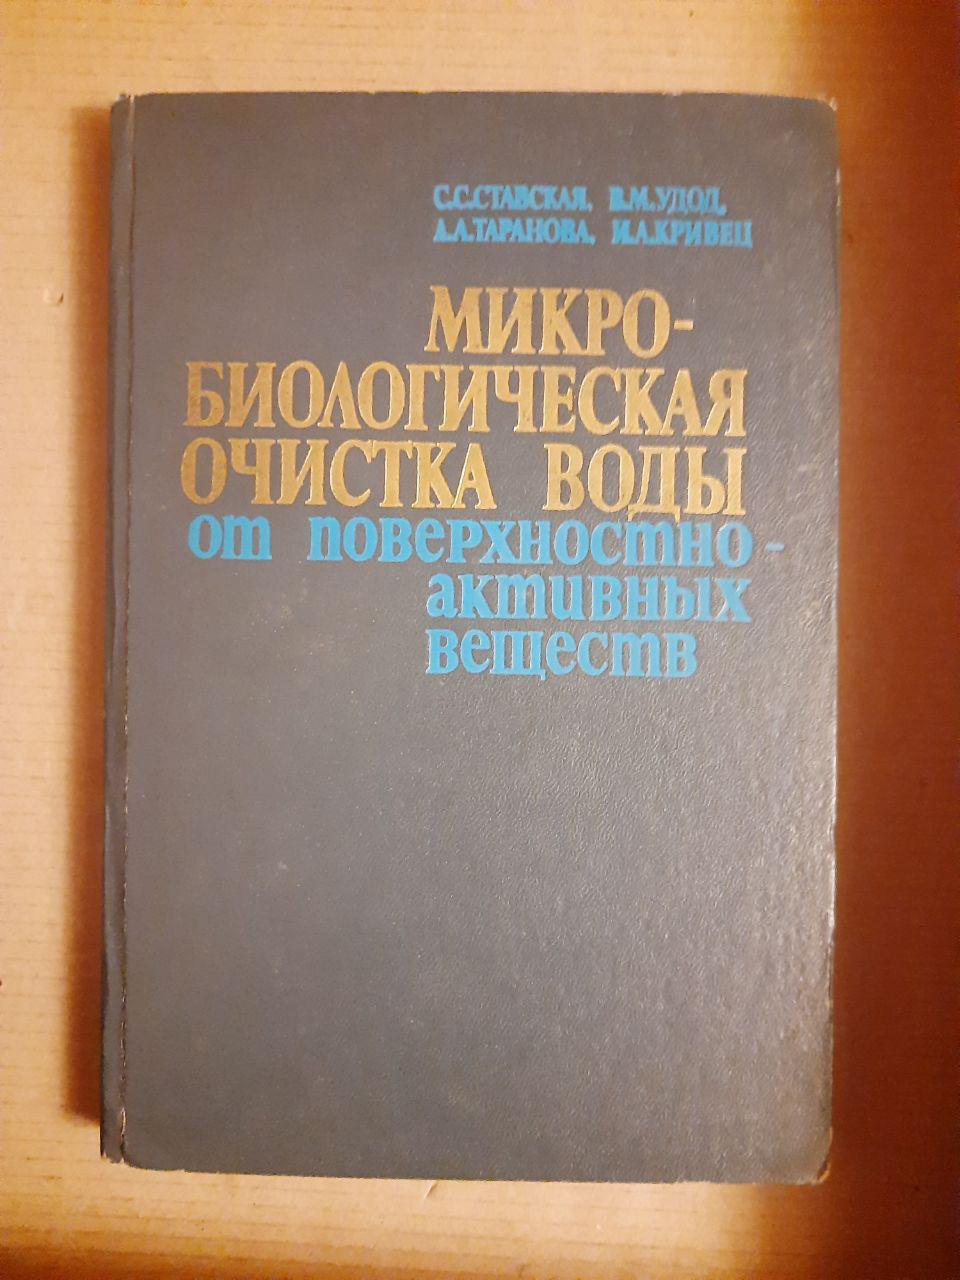 С.С.СТАВСКАЯ, В.М.УДОД,
Л.А.ТАРАНОВА, И.А.КРИВЕЦ
МИКРО-
БИОЛОГИЧЕСКАЯ
ОЧИСТКА ВОДЫ
от поверхностно-
активных
веществ